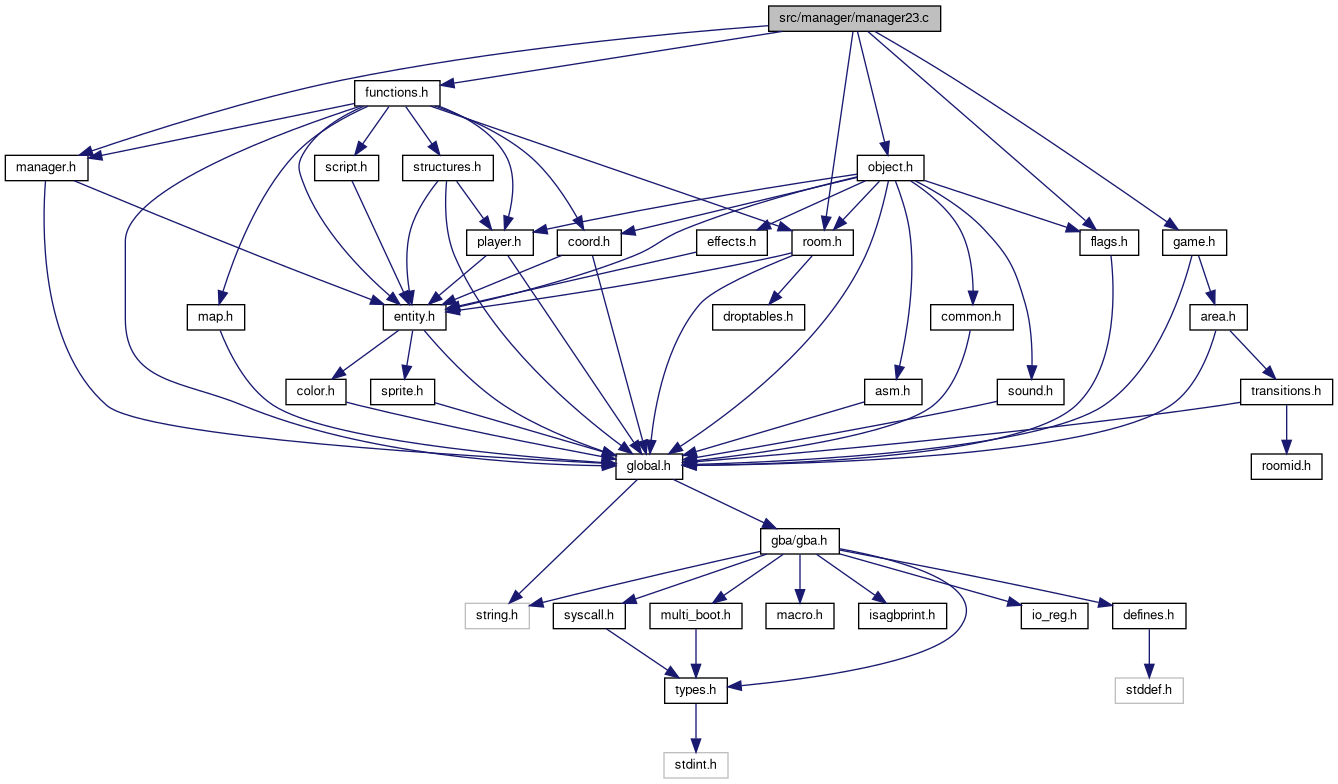 src/manager/manager23.c
functions.h
manager.h
script.h
structures.h
object.h
player.h
coord.h
effects.h
room.h
flags.h
game.h
map.h
entity.h
droptables.h
common.h
area.h
color.h
sprite.h
asm.h
sound.h
transitions.h
global.h
roomid.h
gba/gba.h
string.h
syscall.h
multi_boot.h
macro.h
isagbprint.h
io_reg.h
defines.h
types.h
stddef.h
stdint.h